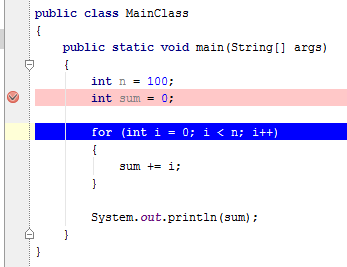 public class MainClass
{
public static void main(String[] args)
{
int n = 100;
int sum = 0;
for (int i = 0; i < n; i++)
{
sum += i;
}
System.out.println(sum);
}
}